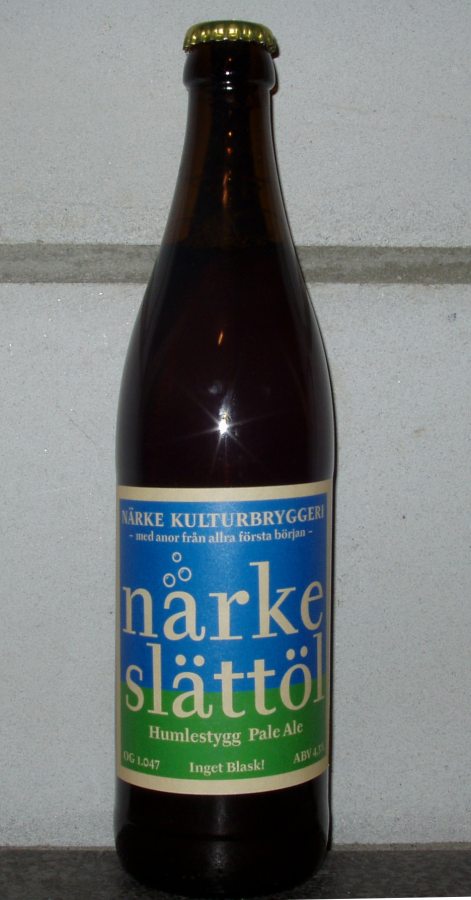 NÄRKE KULTURBRYGGERI
– med anor från allra första början –
närke
slättöl
Humlestygg Pale Ale
OG 1.047 Inget Blask! ABV